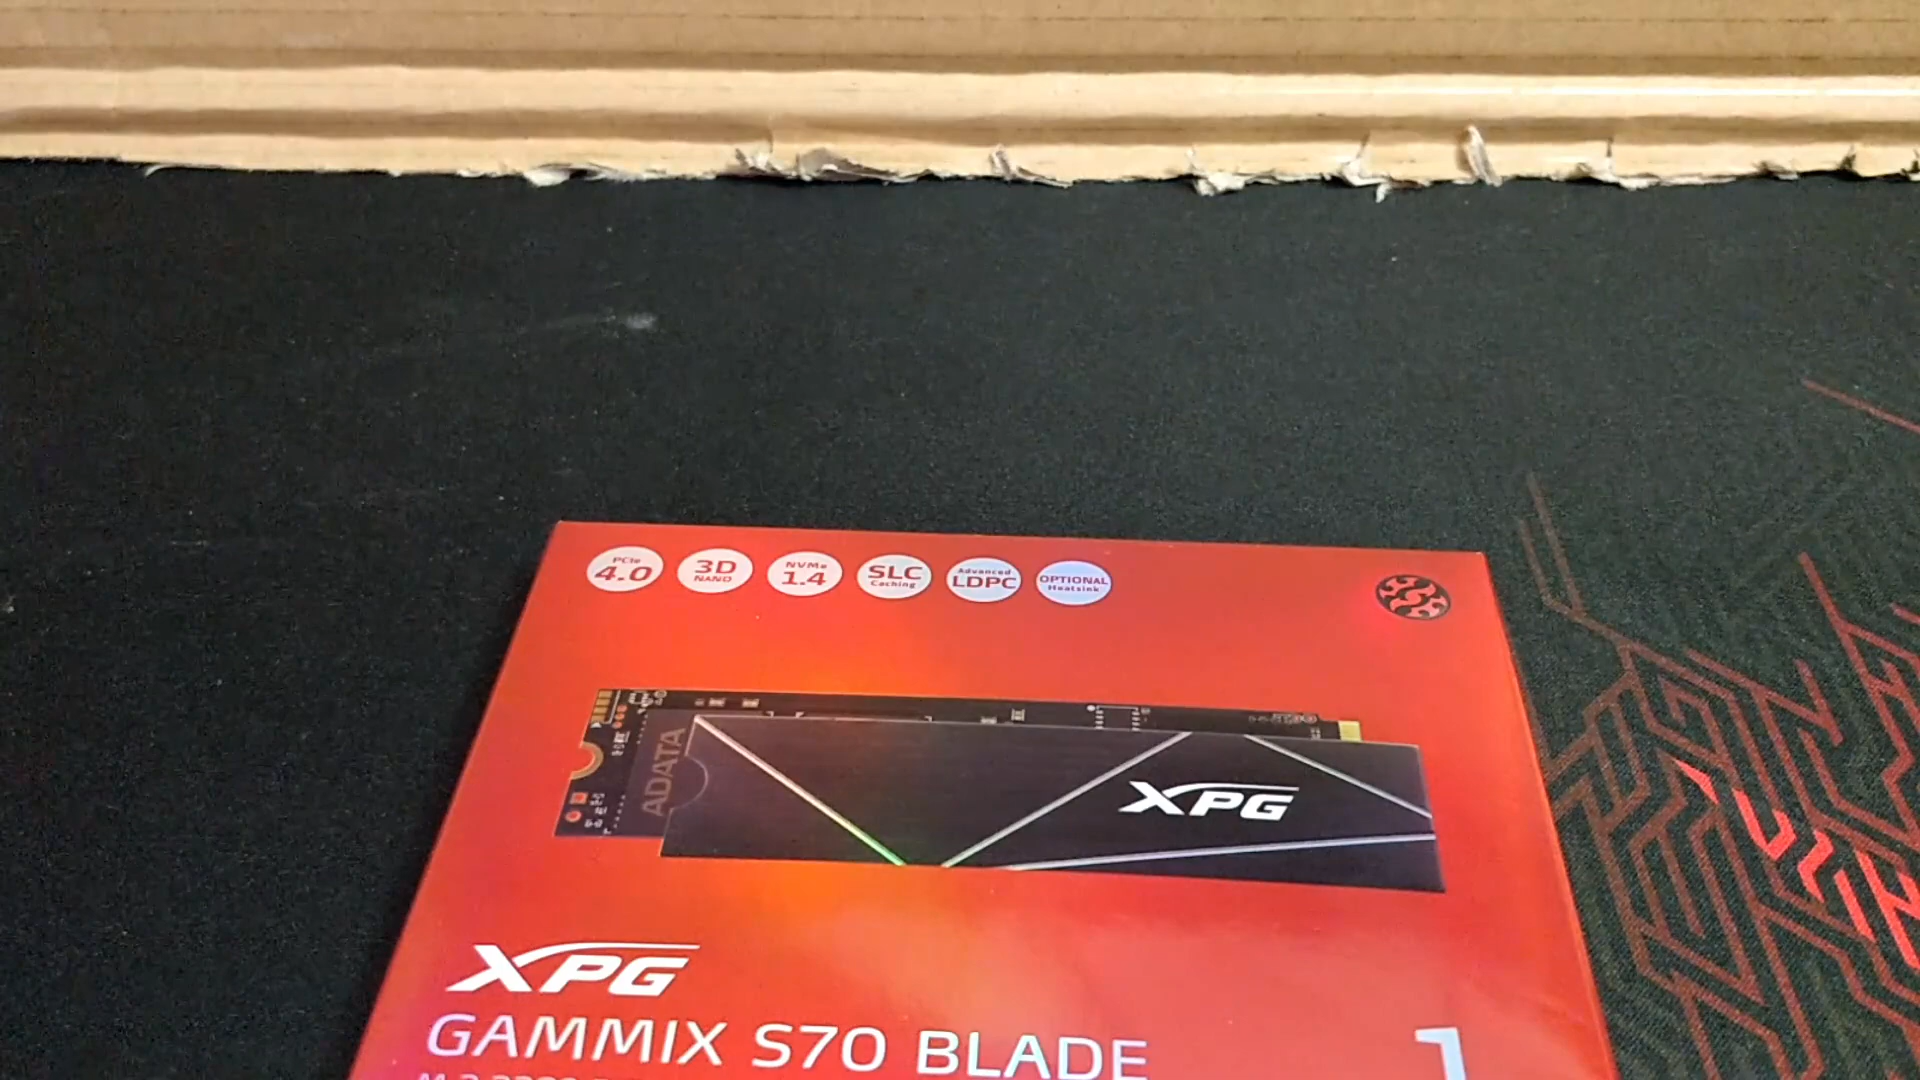 PCIe 4.0
3D NAND
NVMe 1.4
SLC Caching
Advanced LDPC
OPTIONAL Heatsink
ADATA
XPG
XPG
GAMMIX S70 BLADE
1